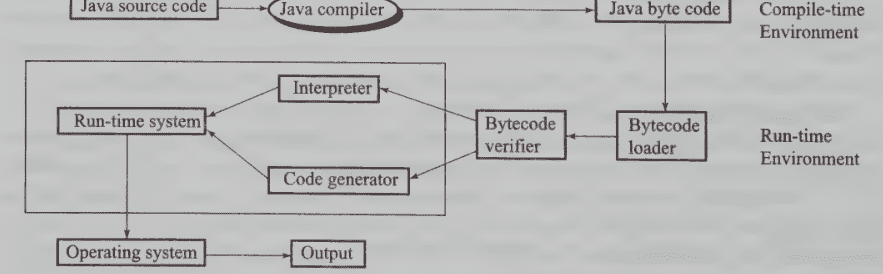 Java source code
Java compiler
Java byte code
Compile-time
Environment
Interpreter
Run-time system
Bytecode
verifier
Bytecode
loader
Run-time
Environment
Code generator
Operating system
Output